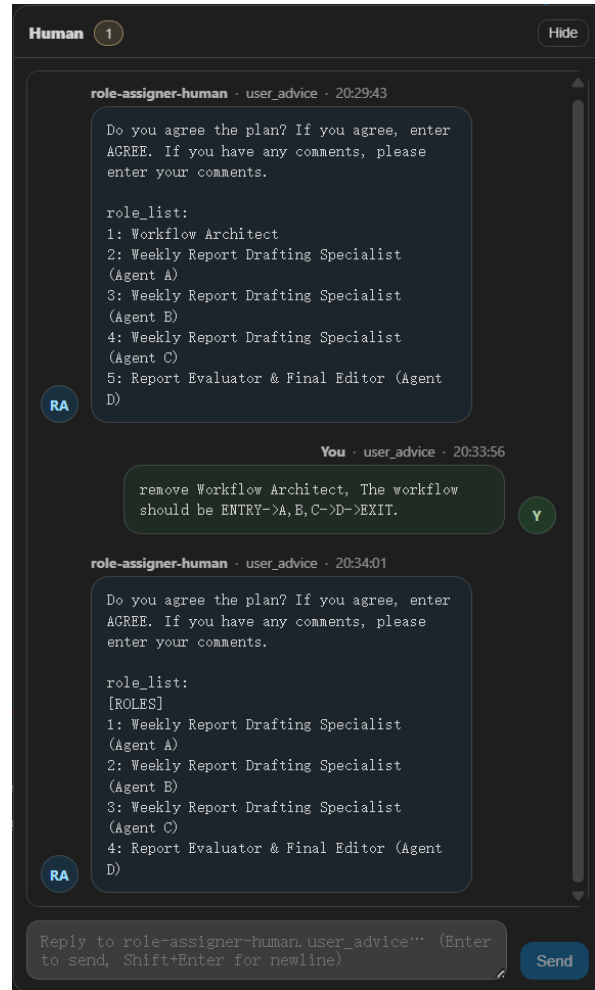 Human 1 Hide
role-assigner-human · user_advice · 20:29:43
Do you agree the plan? If you agree, enter
AGREE. If you have any comments, please
enter your comments.
role_list:
1: Workflow Architect
2: Weekly Report Drafting Specialist
(Agent A)
3: Weekly Report Drafting Specialist
(Agent B)
4: Weekly Report Drafting Specialist
(Agent C)
5: Report Evaluator & Final Editor (Agent
D)
RA
You · user_advice · 20:33:56
remove Workflow Architect, The workflow
should be ENTRY->A,B,C->D->EXIT.
Y
role-assigner-human · user_advice · 20:34:01
Do you agree the plan? If you agree, enter
AGREE. If you have any comments, please
enter your comments.
role_list:
[ROLES]
1: Weekly Report Drafting Specialist
(Agent A)
2: Weekly Report Drafting Specialist
(Agent B)
3: Weekly Report Drafting Specialist
(Agent C)
4: Report Evaluator & Final Editor (Agent
D)
RA
Reply to role-assigner-human.user_advice… (Enter
to send, Shift+Enter for newline)
Send